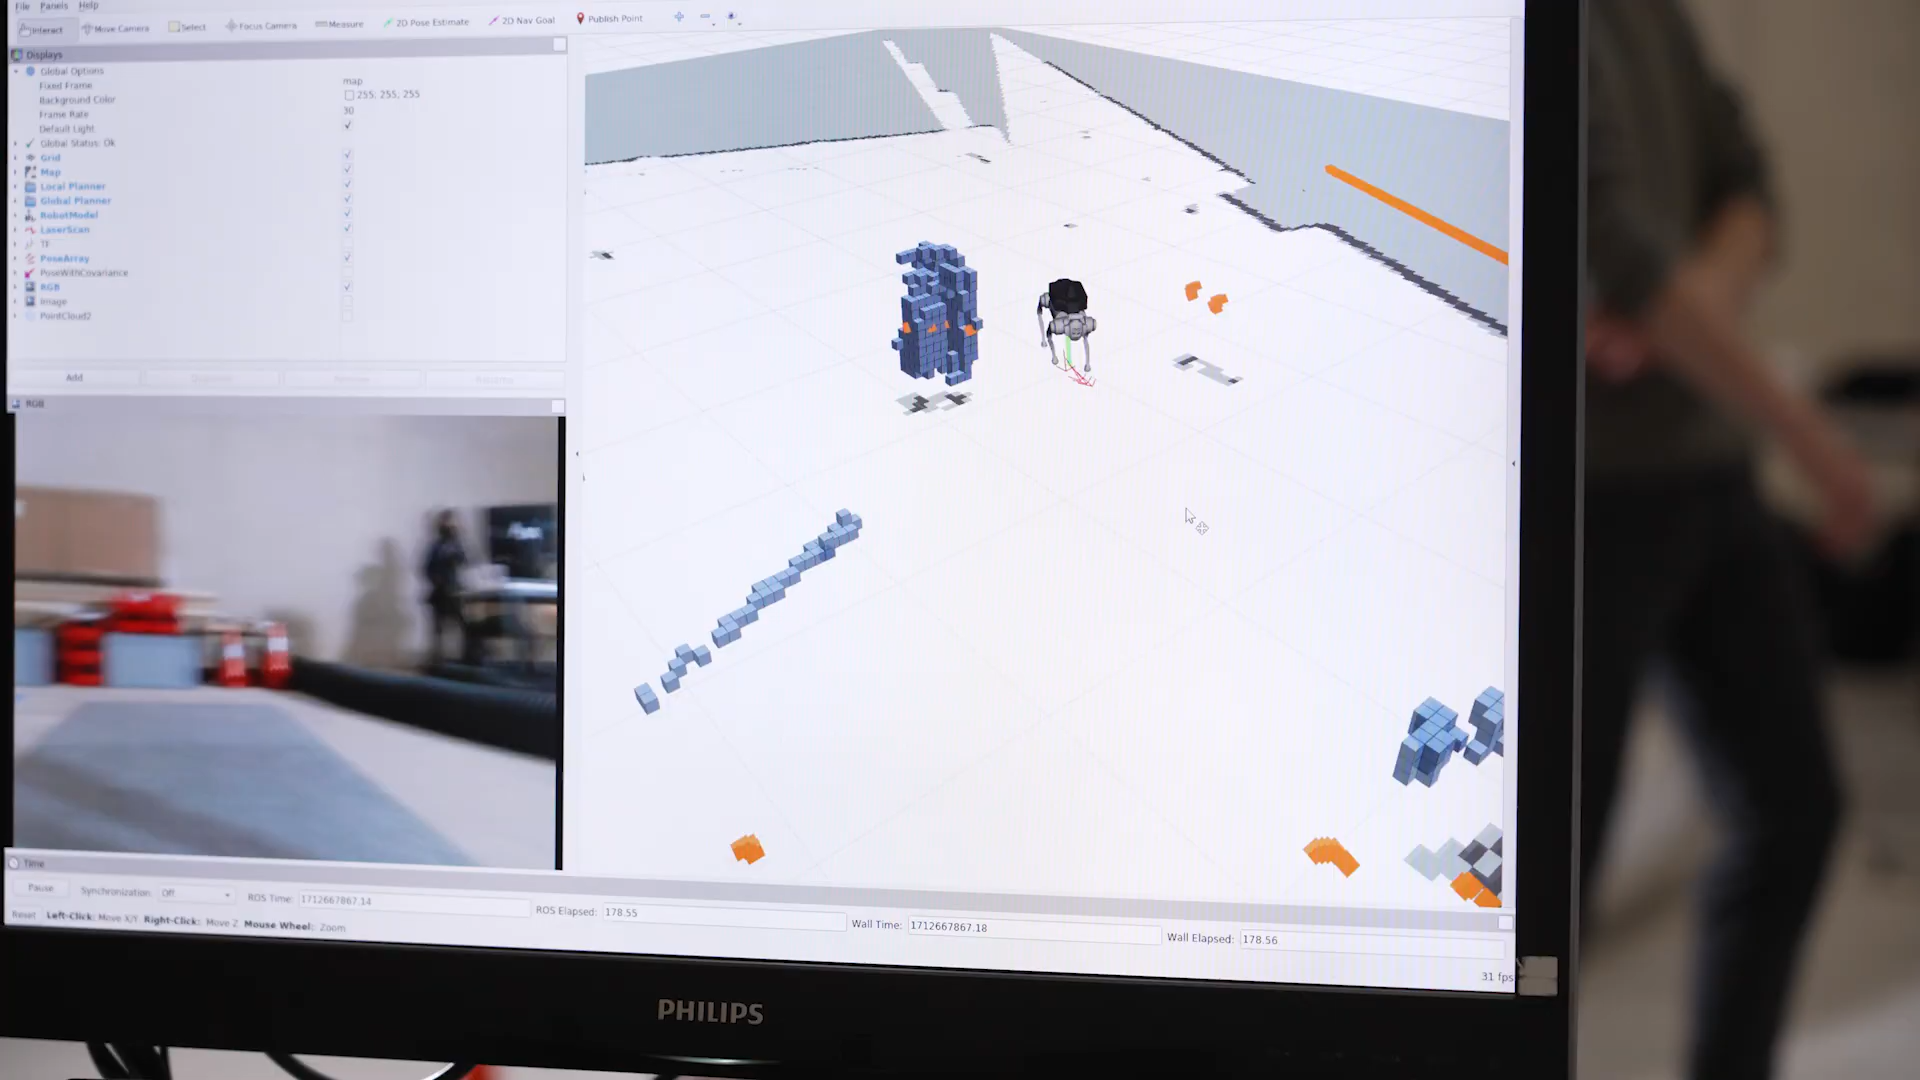 File Panels Help
Interact Move Camera Select Focus Camera Measure 2D Pose Estimate 2D Nav Goal Publish Point
Displays
Global Options
Fixed Frame map
Background Color 255; 255; 255
Frame Rate 30
Default Light
Global Status: Ok
Grid
Map
Local Planner
Global Planner
RobotModel
LaserScan
TF
PoseArray
PoseWithCovariance
RGB
Image
PointCloud2
Add
RGB
Time
Pause Synchronization: Off ROS Time: 1712667867.14 ROS Elapsed: 178.55 Wall Time: 1712667867.18 Wall Elapsed: 178.56
Reset Left-Click: Move X/Y Right-Click: Move Z Mouse Wheel: Zoom
31 fps
PHILIPS